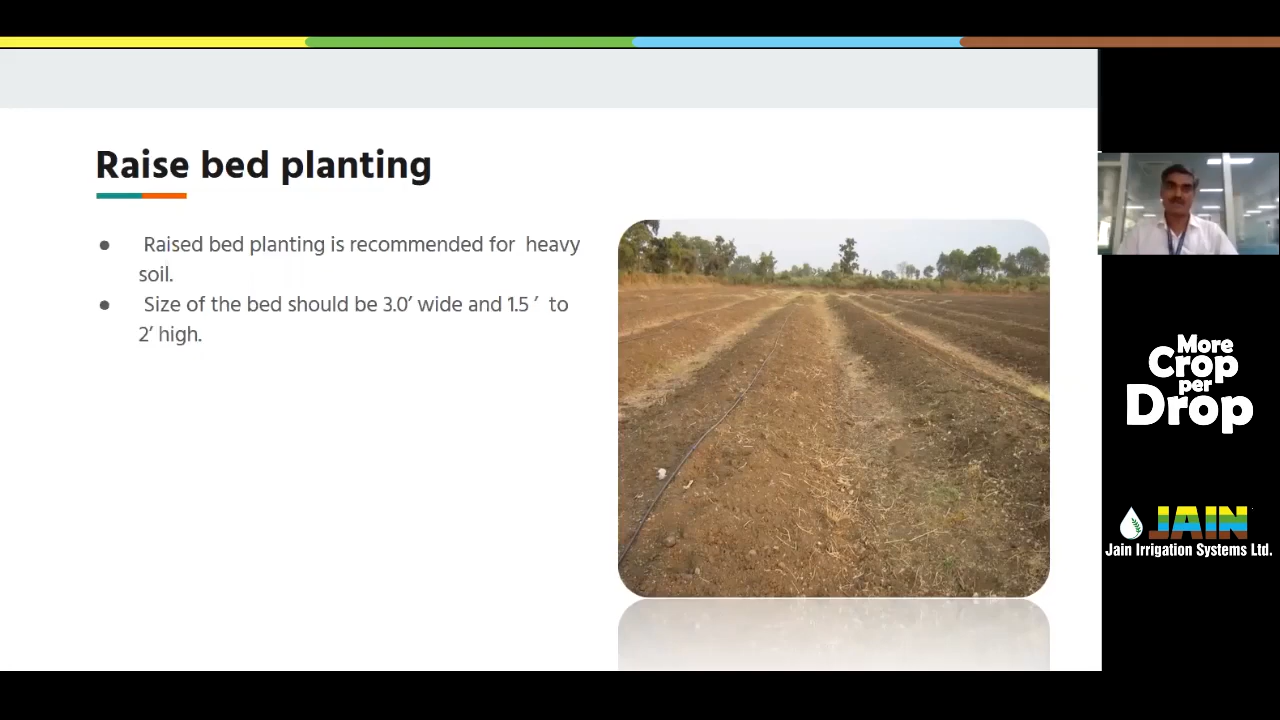 Raise bed planting
● Raised bed planting is recommended for heavy
soil.
● Size of the bed should be 3.0’ wide and 1.5 ’ to
2’ high.
More
Crop
per
Drop
JAIN
Jain Irrigation Systems Ltd.